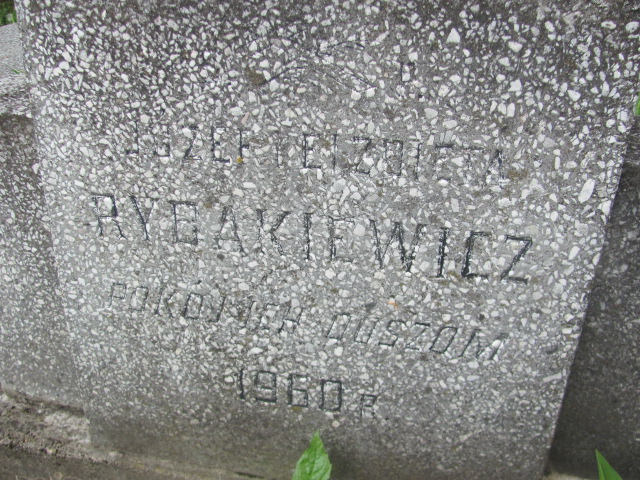 JÓZEF I ELŻBIETA
RYBAKIEWICZ
POKÓJ ICH DUSZOM
1960 R.